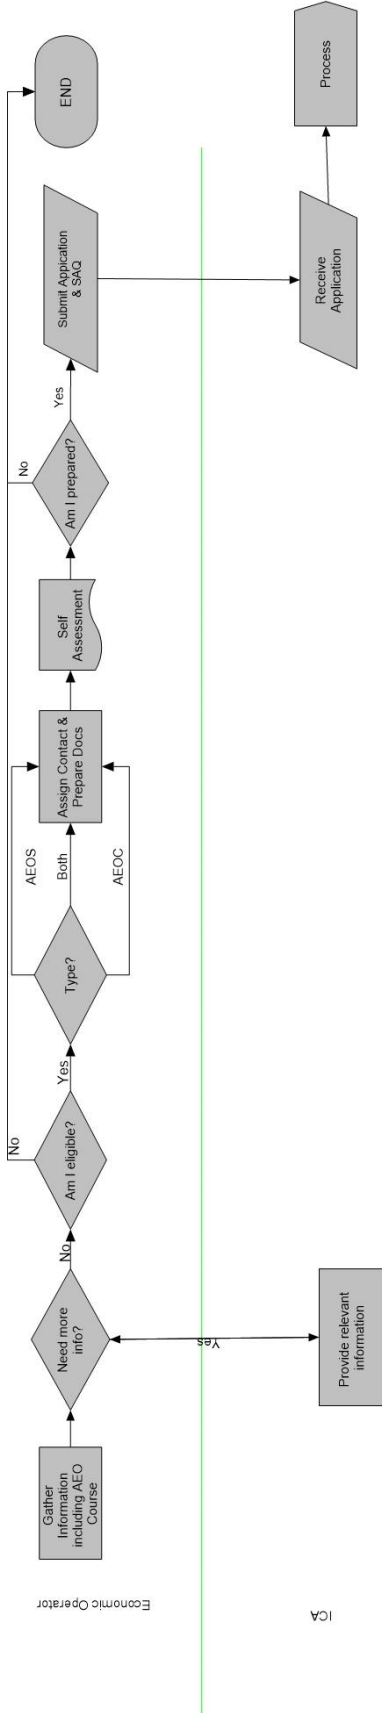 Economic Operator
Gather
Information
including AEO
Course
Need more
info?
No
Yes
Am I eligible?
No
Yes
Type?
AEOS
Both
AEOC
Assign Contact &
Prepare Docs
Self
Assessment
Am I prepared?
No
Yes
Submit Appication
& SAQ
END
ICA
Provide relevant
information
Receive
Application
Process